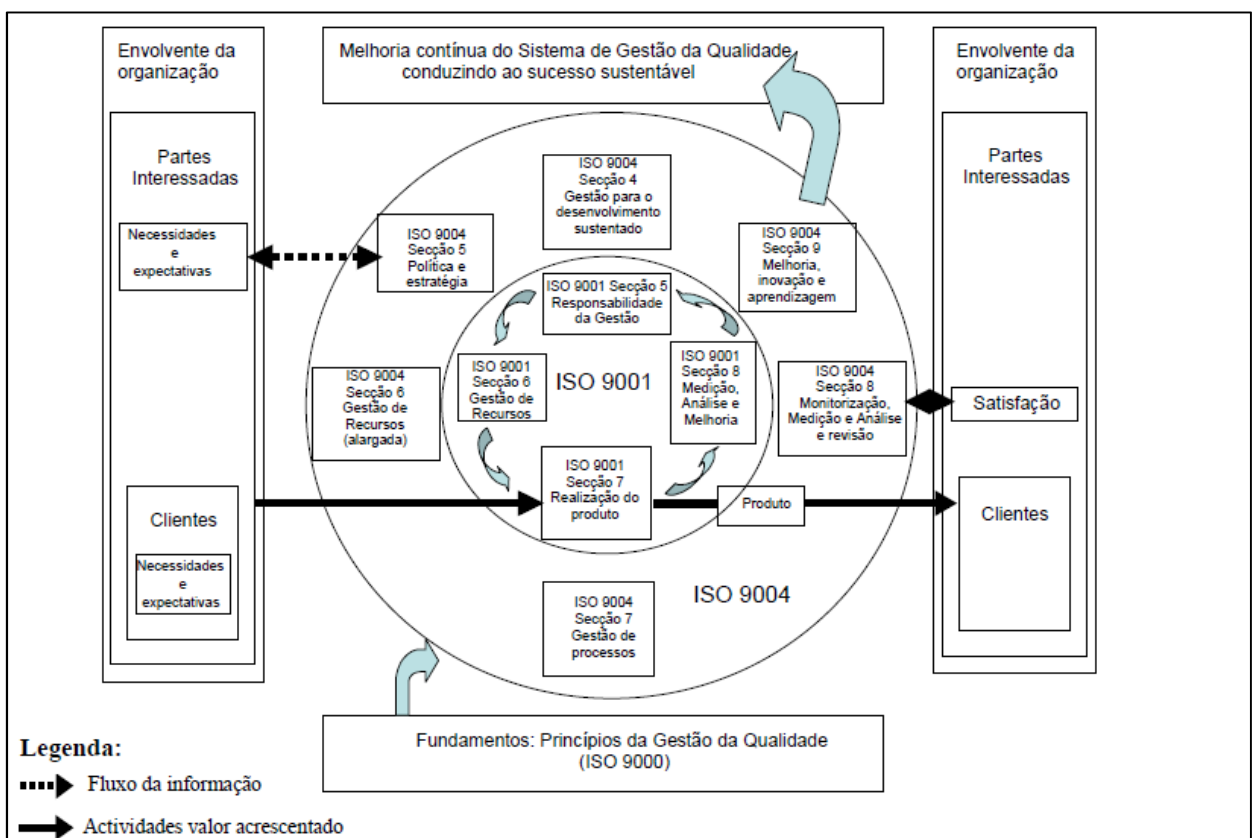 Envolvente da
organização
Partes
Interessadas
Necessidades
e
expectativas
Clientes
Necessidades
e
expectativas
Melhoria contínua do Sistema de Gestão da Qualidade
conduzindo ao sucesso sustentável
ISO 9004
Secção 4
Gestão para o
desenvolvimento
sustentado
ISO 9004
Secção 5
Política e
estratégia
ISO 9004
Secção 9
Melhoria,
inovação e
aprendizagem
ISO 9001 Secção 5
Responsabilidade
da Gestão
ISO 9004
Secção 6
Gestão de
Recursos
(alargada)
ISO 9001
Secção 6
Gestão de
Recursos
ISO 9001
ISO 9001
Secção 8
Medição,
Análise e
Melhoria
ISO 9004
Secção 8
Monitorização,
Medição e Análise
e revisão
ISO 9001
Secção 7
Realização do
produto
Produto
ISO 9004
ISO 9004
Secção 7
Gestão de
processos
Envolvente da
organização
Partes
Interessadas
Satisfação
Clientes
Fundamentos: Princípios da Gestão da Qualidade
(ISO 9000)
Legenda:
Fluxo da informação
Actividades valor acrescentado